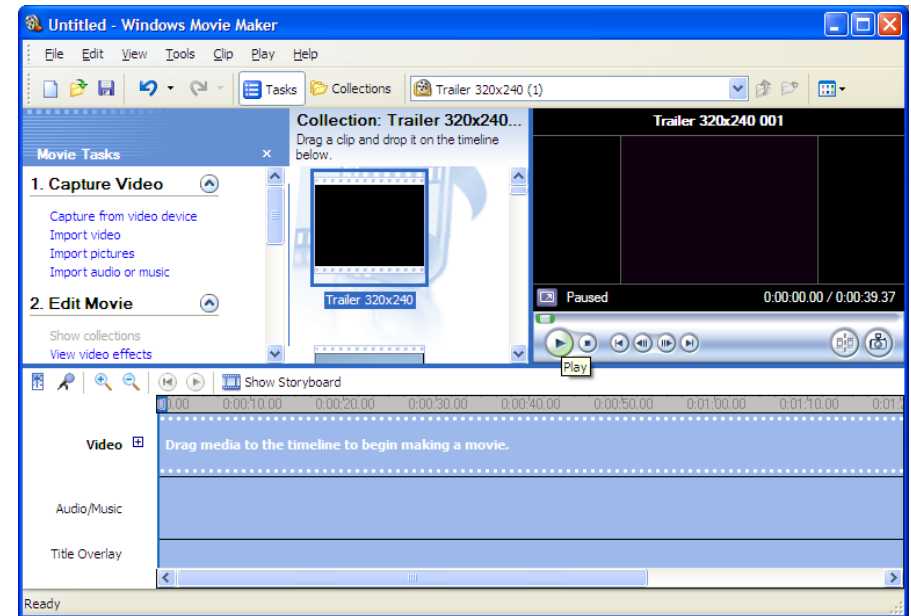 Untitled - Windows Movie Maker
File Edit View Tools Clip Play Help
Tasks Collections Trailer 320x240 (1)
Movie Tasks ×
1. Capture Video
Capture from video device
Import video
Import pictures
Import audio or music
2. Edit Movie
Show collections
View video effects
Collection: Trailer 320x240...
Drag a clip and drop it on the timeline
below.
Trailer 320x240
Trailer 320x240 001
Paused 0:00:00.00 / 0:00:39.37
Play
Show Storyboard
0:00 0:00:10.00 0:00:20.00 0:00:30.00 0:00:40.00 0:00:50.00 0:01:00.00 0:01:10.00 0:01:2
Video
Drag media to the timeline to begin making a movie.
Audio/Music
Title Overlay
Ready